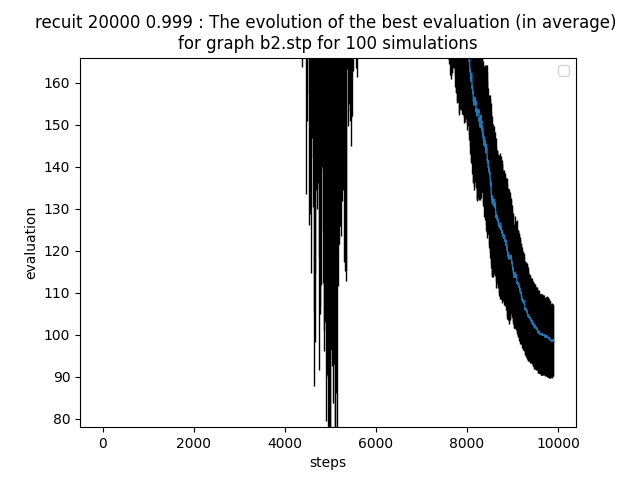 recuit 20000 0.999 : The evolution of the best evaluation (in average)
for graph b2.stp for 100 simulations
160
150
140
130
120
110
100
90
80
evaluation
0 2000 4000 6000 8000 10000
steps